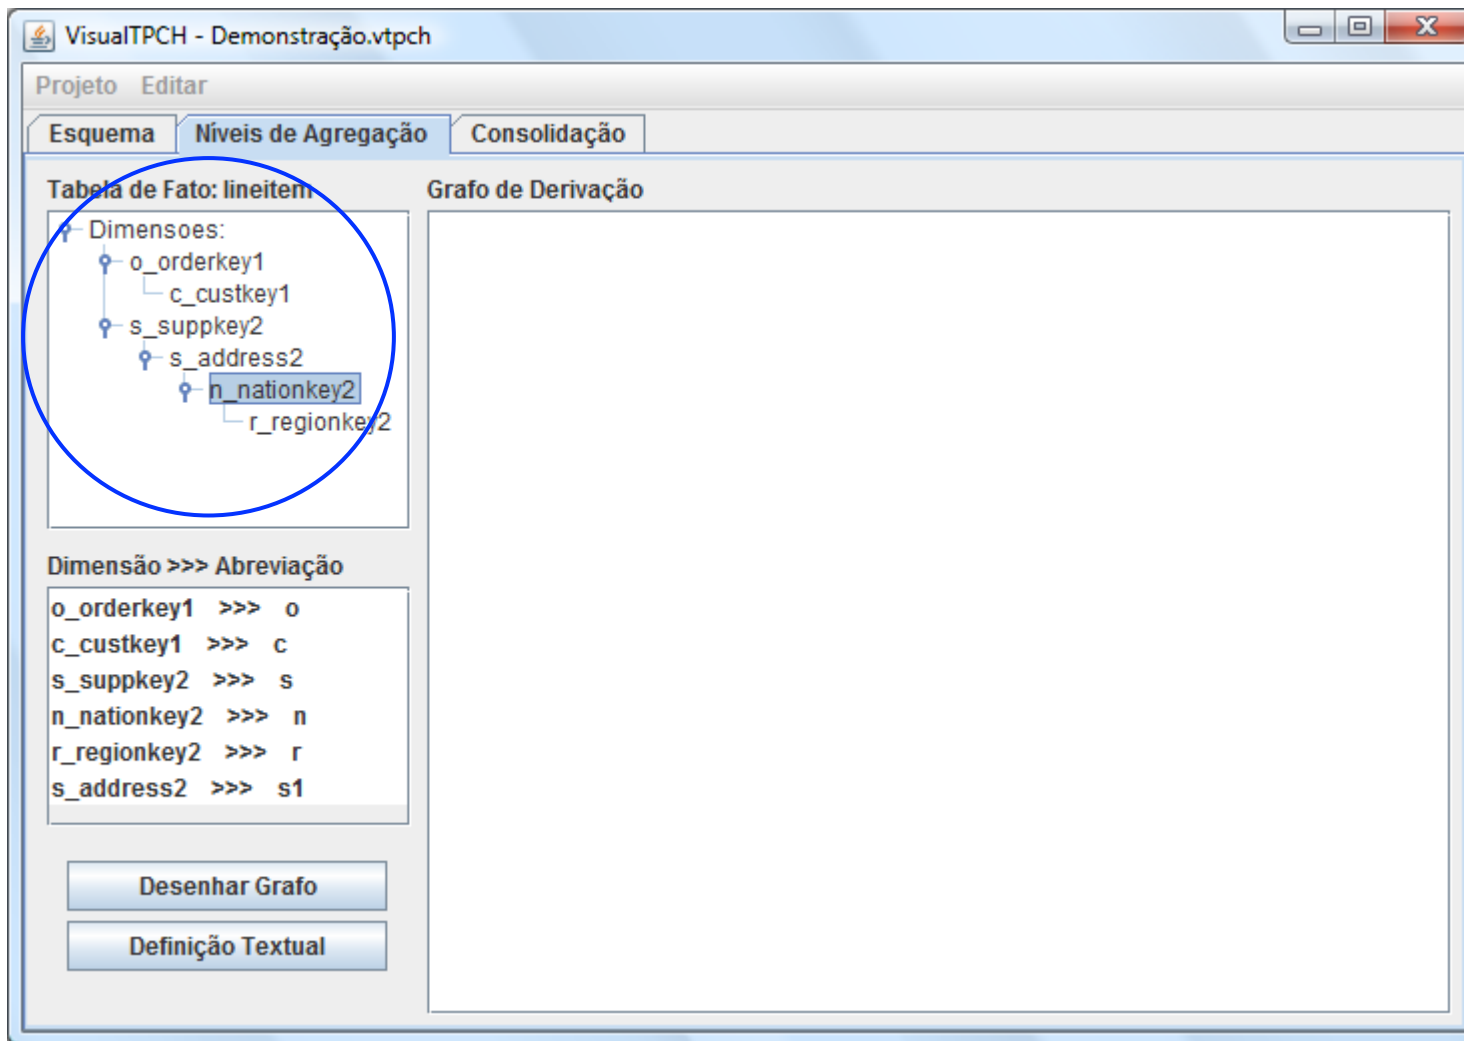 VisualTPCH - Demonstração.vtpch
Projeto Editar
Esquema Níveis de Agregação Consolidação
Tabela de Fato: lineitem
Grafo de Derivação
Dimensoes:
o_orderkey1
c_custkey1
s_suppkey2
s_address2
n_nationkey2
r_regionkey2
Dimensão >>> Abreviação
o_orderkey1 >>> o
c_custkey1 >>> c
s_suppkey2 >>> s
n_nationkey2 >>> n
r_regionkey2 >>> r
s_address2 >>> s1
Desenhar Grafo
Definição Textual